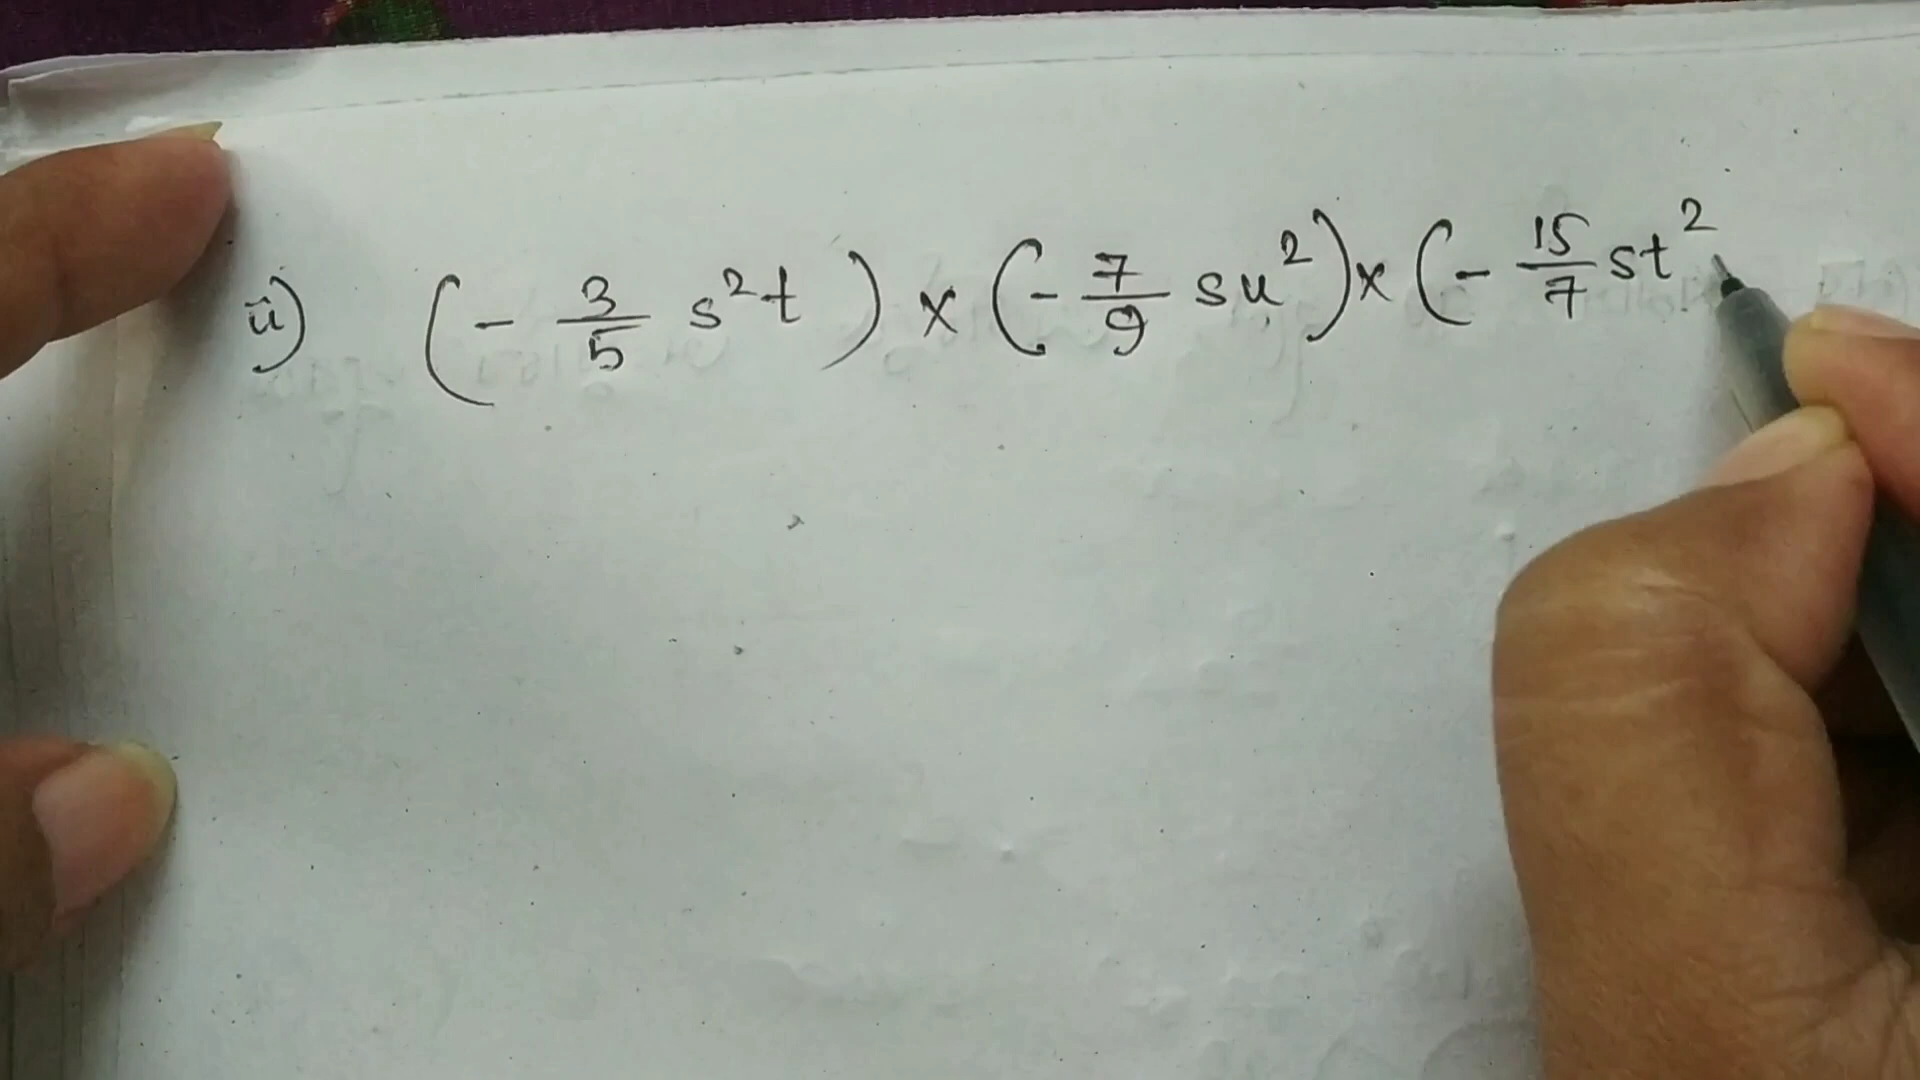 ii) (- 3/5 s²t) × (- 7/9 su²) × (- 15/7 st²